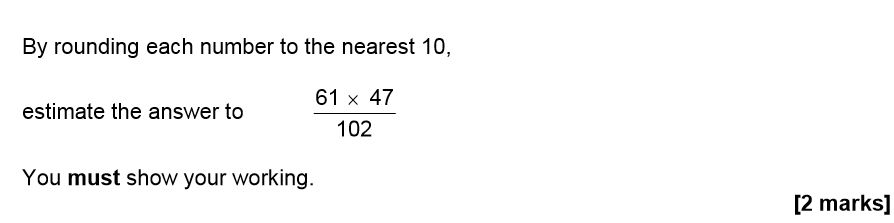 By rounding each number to the nearest 10,
61 × 47
estimate the answer to
102
You must show your working.
[2 marks]